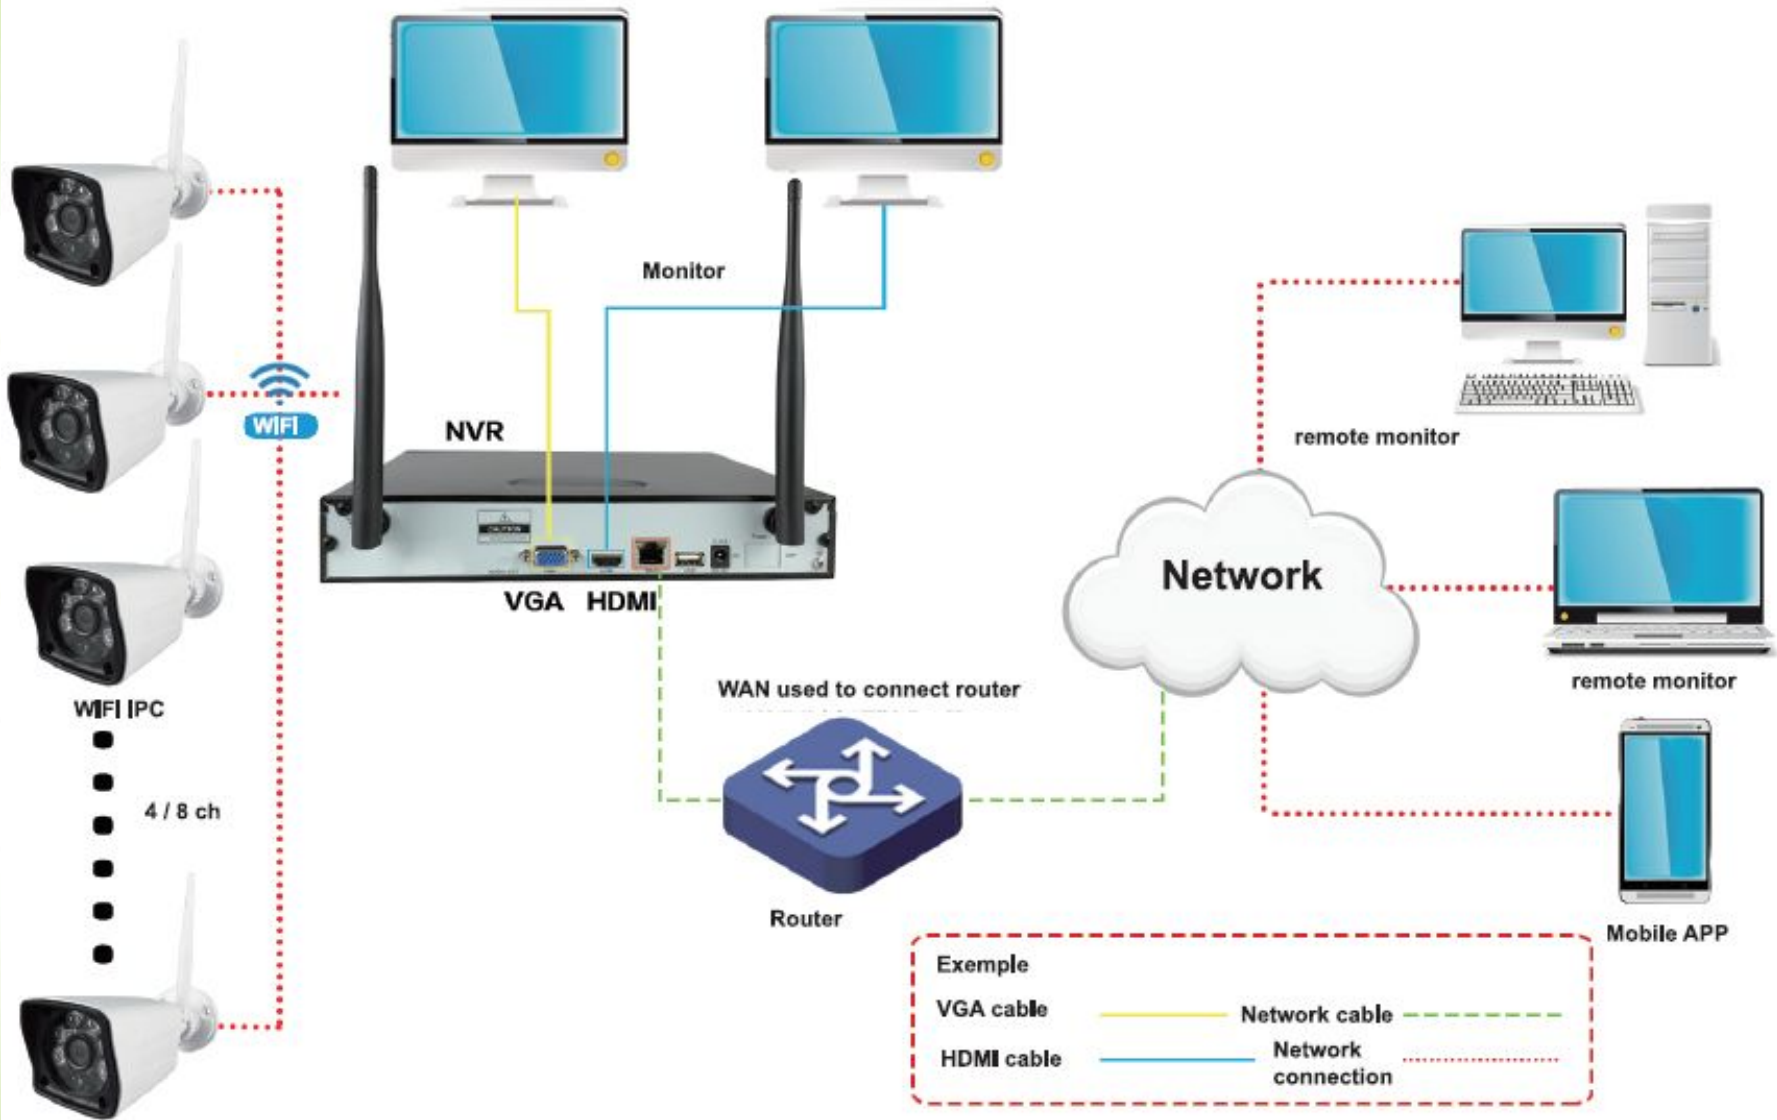 Monitor
NVR
WIFI
CAUTION
VGA HDMI
WIFI IPC
4 / 8 ch
WAN used to connect router
Router
Network
remote monitor
remote monitor
Mobile APP
Exemple
VGA cable
Network cable
HDMI cable
Network
connection